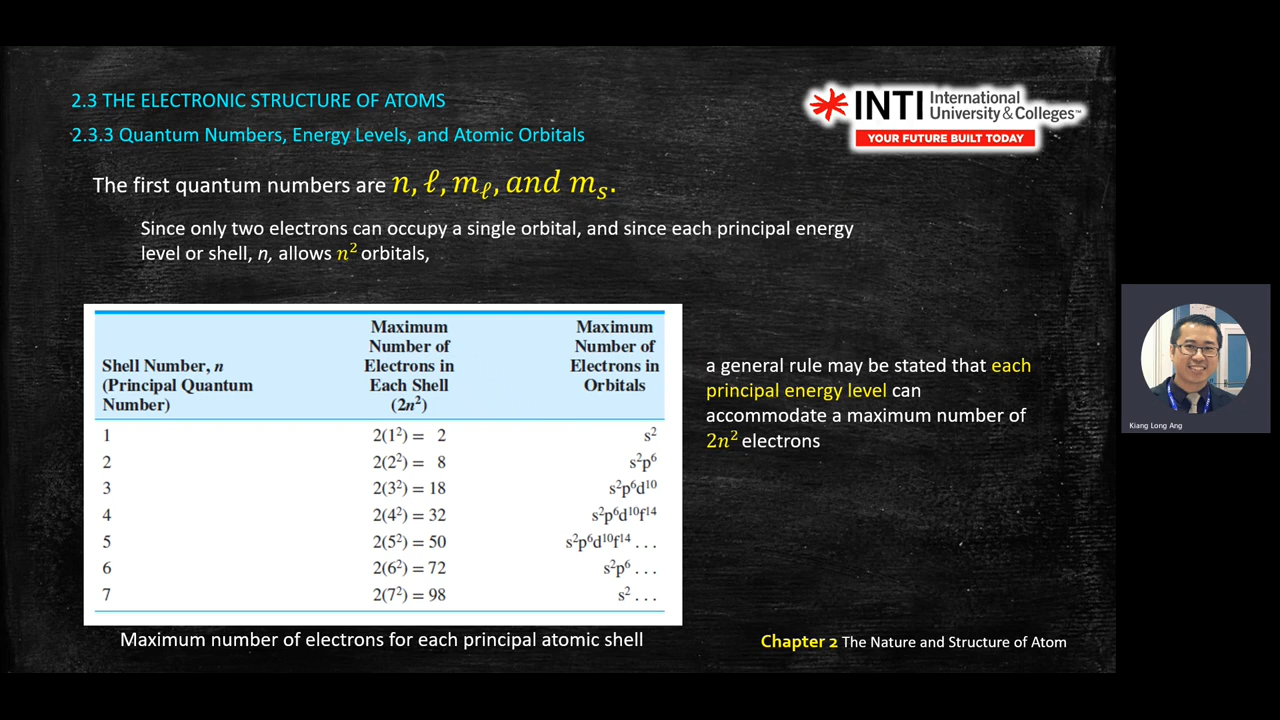 2.3 THE ELECTRONIC STRUCTURE OF ATOMS
2.3.3 Quantum Numbers, Energy Levels, and Atomic Orbitals
INTI International
University & Colleges™
YOUR FUTURE BUILT TODAY
The first quantum numbers are n, ℓ, mℓ, and mₛ.
Since only two electrons can occupy a single orbital, and since each principal energy
level or shell, n, allows n² orbitals,
Shell Number, n
(Principal Quantum
Number)
Maximum
Number of
Electrons in
Each Shell
(2n²)
Maximum
Number of
Electrons in
Orbitals
1 2(1²) = 2 s²
2 2(2²) = 8 s²p⁶
3 2(3²) = 18 s²p⁶d¹⁰
4 2(4²) = 32 s²p⁶d¹⁰f¹⁴
5 2(5²) = 50 s²p⁶d¹⁰f¹⁴ . . .
6 2(6²) = 72 s²p⁶ . . .
7 2(7²) = 98 s² . . .
Maximum number of electrons for each principal atomic shell
a general rule may be stated that each
principal energy level can
accommodate a maximum number of
2n² electrons
Chapter 2 The Nature and Structure of Atom
Kiang Long Ang